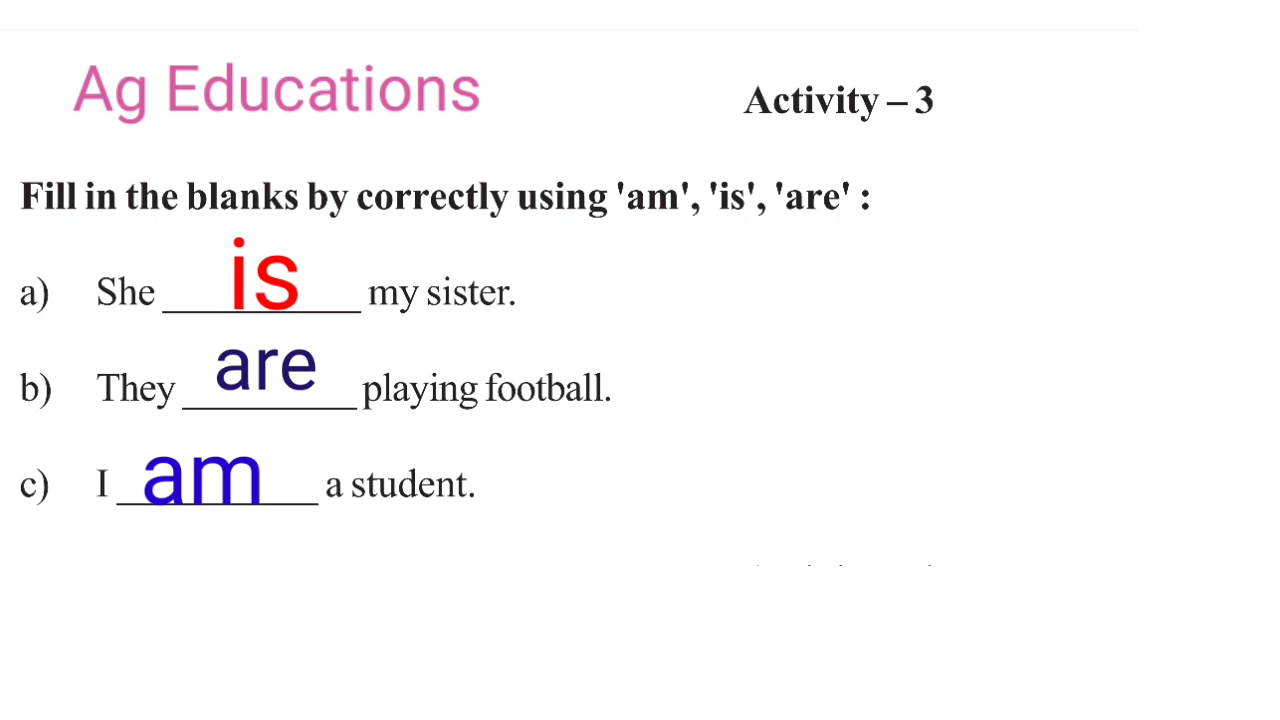 Ag Educations
Activity – 3
Fill in the blanks by correctly using 'am', 'is', 'are' :
a) She is my sister.
b) They are playing football.
c) I am a student.